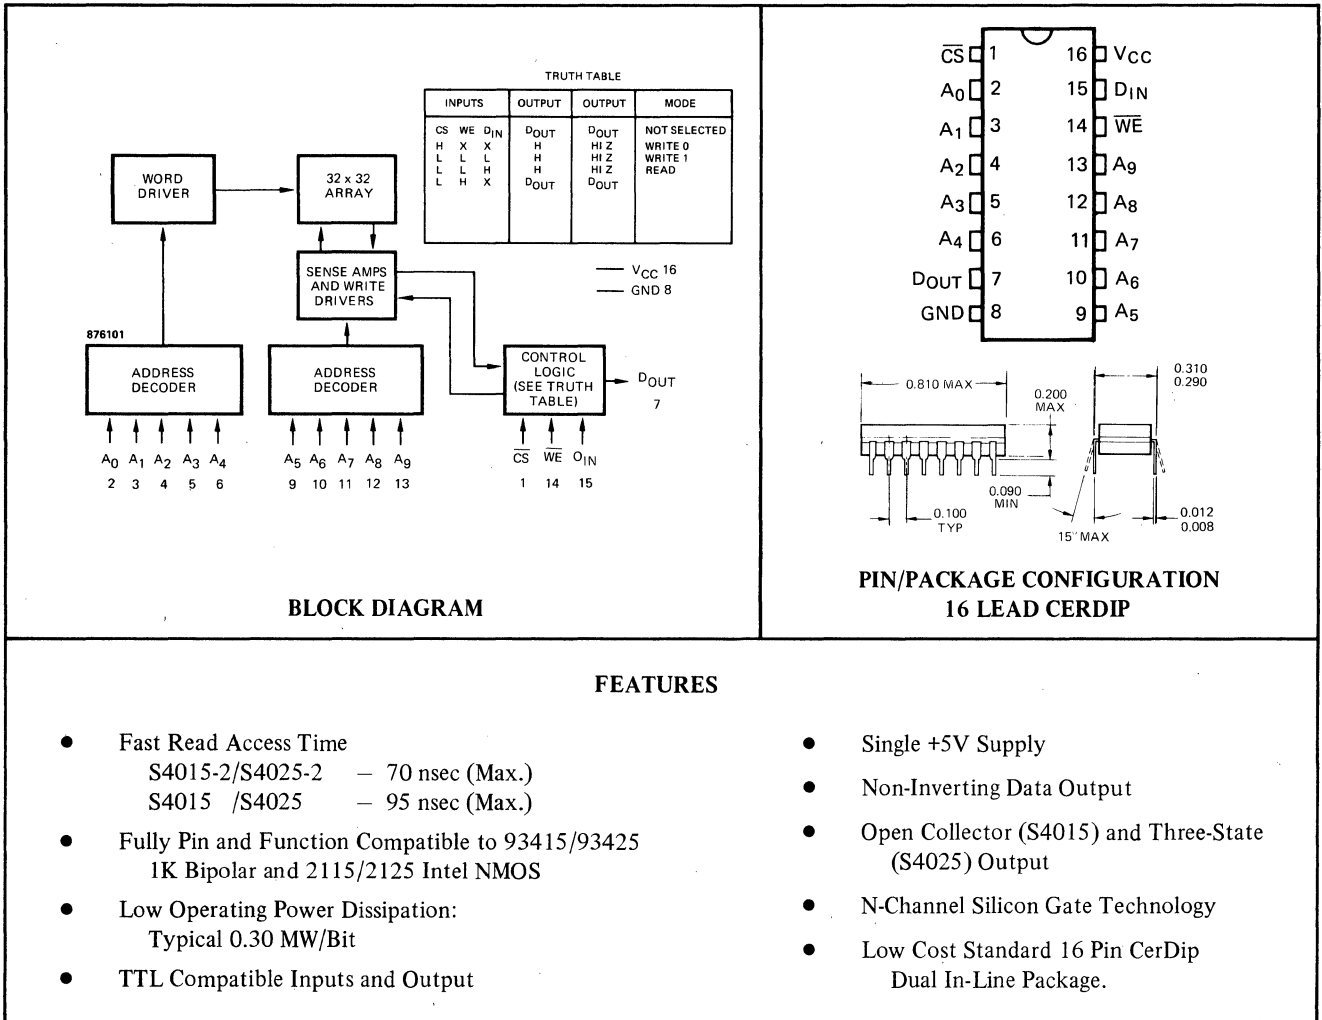 TRUTH TABLE
INPUTS OUTPUT OUTPUT MODE
CS WE DIN DOUT DOUT NOT SELECTED
H X X H HI Z WRITE 0
L L L H HI Z WRITE 1
L L H H HI Z READ
L H X DOUT DOUT
WORD
DRIVER
32 x 32
ARRAY
SENSE AMPS
AND WRITE
DRIVERS
VCC 16
GND 8
876101
ADDRESS
DECODER
ADDRESS
DECODER
CONTROL
LOGIC
(SEE TRUTH
TABLE)
DOUT
7
A0 A1 A2 A3 A4
2 3 4 5 6
A5 A6 A7 A8 A9
9 10 11 12 13
C̅S̅ W̅E̅ OIN
1 14 15
BLOCK DIAGRAM
C̅S̅ 1 16 VCC
A0 2 15 DIN
A1 3 14 W̅E̅
A2 4 13 A9
A3 5 12 A8
A4 6 11 A7
DOUT 7 10 A6
GND 8 9 A5
0.810 MAX
0.200
MAX
0.310
0.290
0.090
MIN
0.100
TYP
15° MAX
0.012
0.008
PIN/PACKAGE CONFIGURATION
16 LEAD CERDIP
FEATURES
● Fast Read Access Time
S4015-2/S4025-2 – 70 nsec (Max.)
S4015 /S4025 – 95 nsec (Max.)
● Fully Pin and Function Compatible to 93415/93425
1K Bipolar and 2115/2125 Intel NMOS
● Low Operating Power Dissipation:
Typical 0.30 MW/Bit
● TTL Compatible Inputs and Output
● Single +5V Supply
● Non-Inverting Data Output
● Open Collector (S4015) and Three-State
(S4025) Output
● N-Channel Silicon Gate Technology
● Low Cost Standard 16 Pin CerDip
Dual In-Line Package.